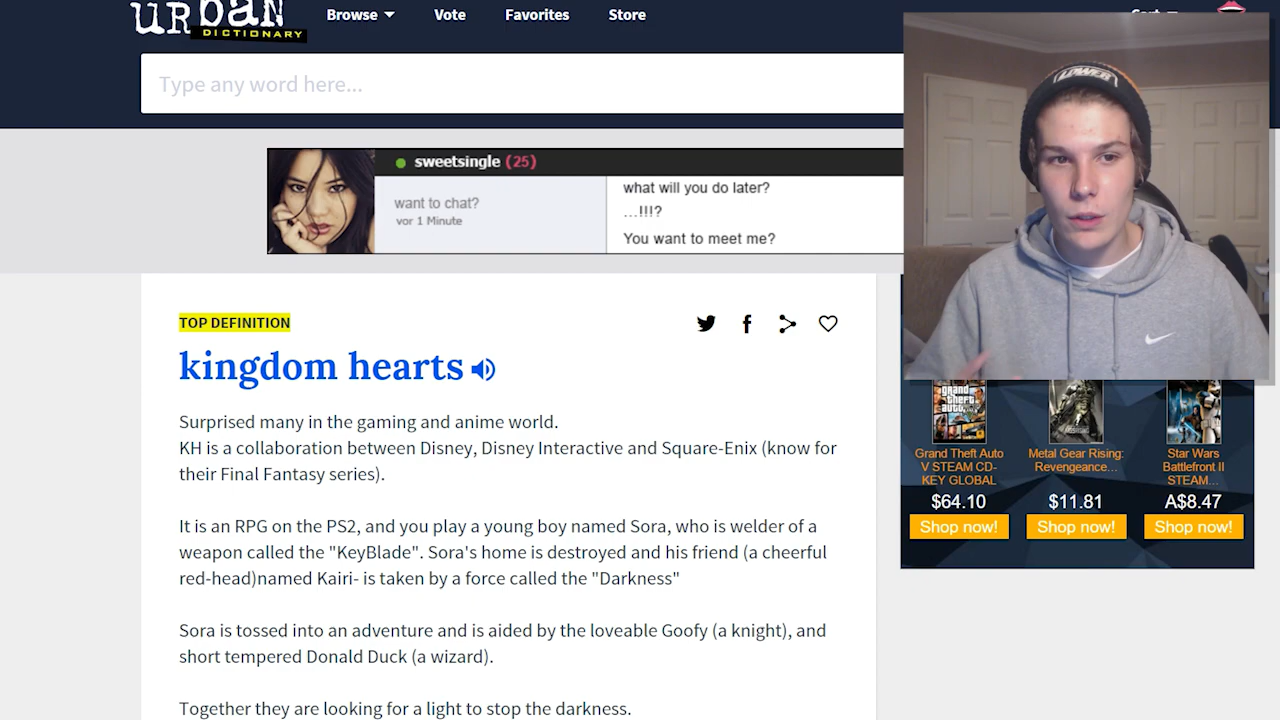 URBAN
DICTIONARY
Browse
Vote
Favorites
Store
Type any word here...
sweetsingle (25)
want to chat?
vor 1 Minute
what will you do later?
...!!!?
You want to meet me?
LOWER
TOP DEFINITION
kingdom hearts
Surprised many in the gaming and anime world.
KH is a collaboration between Disney, Disney Interactive and Square-Enix (know for
their Final Fantasy series).
It is an RPG on the PS2, and you play a young boy named Sora, who is welder of a
weapon called the "KeyBlade". Sora's home is destroyed and his friend (a cheerful
red-head)named Kairi- is taken by a force called the "Darkness"
Sora is tossed into an adventure and is aided by the loveable Goofy (a knight), and
short tempered Donald Duck (a wizard).
Together they are looking for a light to stop the darkness.
grand
theft
auto
Grand Theft Auto
V STEAM CD-
KEY GLOBAL
$64.10
Shop now!
Metal Gear Rising:
Revengeance...
$11.81
Shop now!
Star Wars
Battlefront II
STEAM...
A$8.47
Shop now!